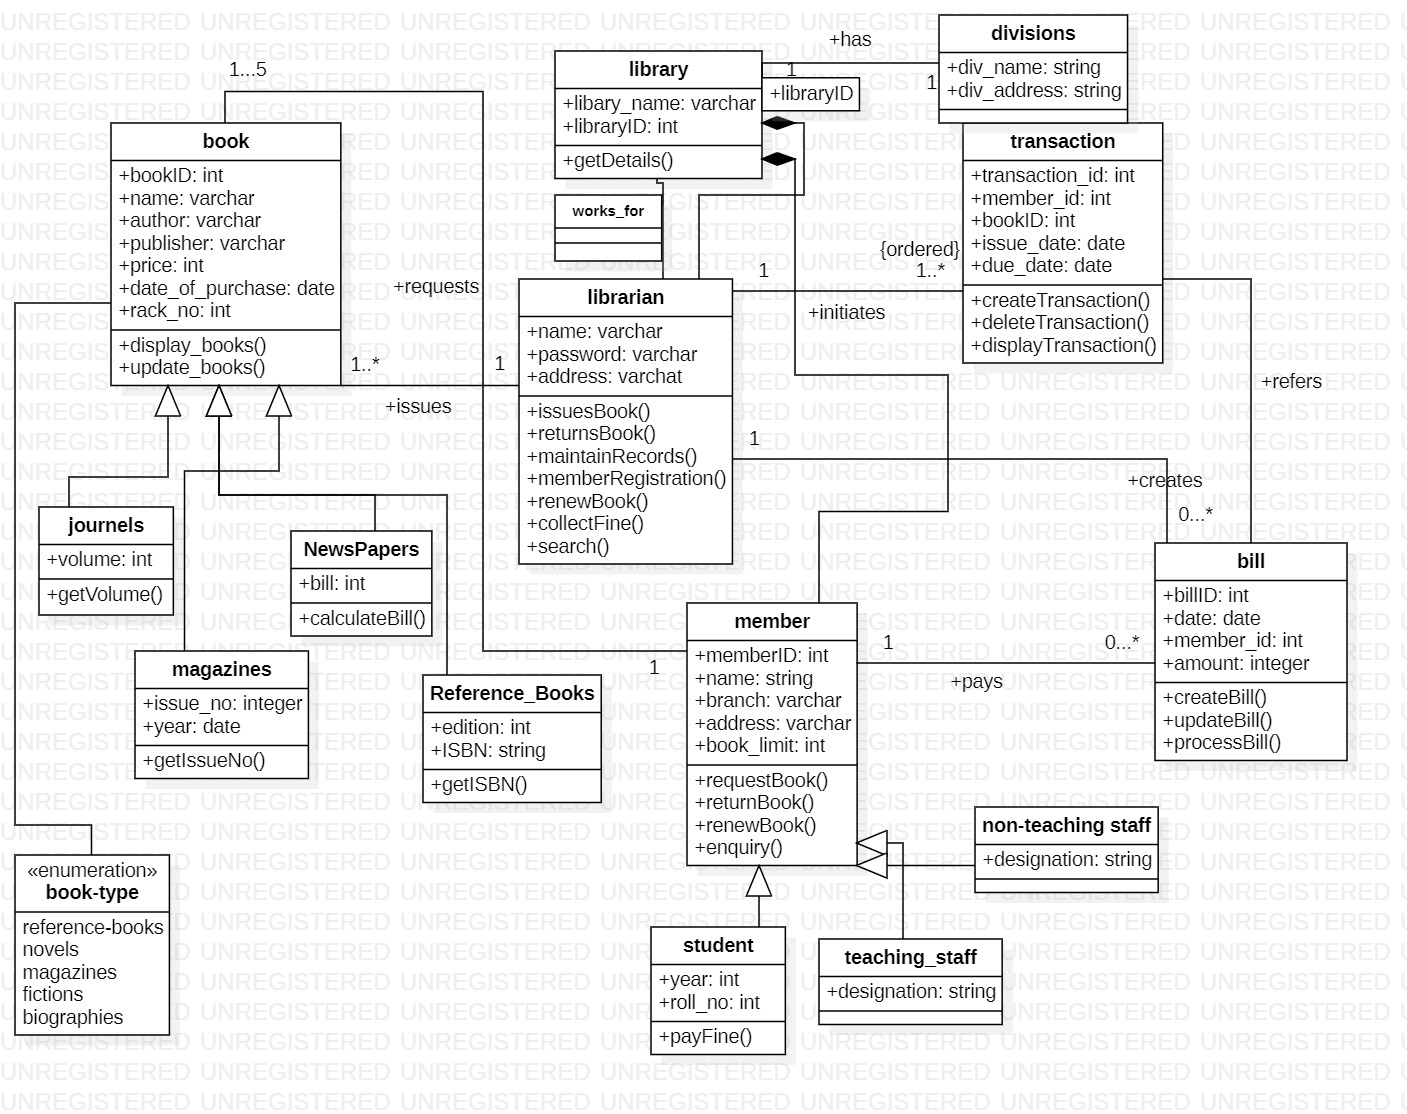 +has
divisions
+div_name: string
+div_address: string
library
+libary_name: varchar
+libraryID: int
+getDetails()
1
+libraryID
1
1...5
book
+bookID: int
+name: varchar
+author: varchar
+publisher: varchar
+price: int
+date_of_purchase: date
+rack_no: int
+display_books()
+update_books()
works_for
transaction
+transaction_id: int
+member_id: int
+bookID: int
+issue_date: date
+due_date: date
+createTransaction()
+deleteTransaction()
+displayTransaction()
{ordered}
1..*
1
+initiates
+requests
librarian
+name: varchar
+password: varchar
+address: varchat
+issuesBook()
+returnsBook()
+maintainRecords()
+memberRegistration()
+renewBook()
+collectFine()
+search()
1..*
1
+issues
+refers
1
+creates
0...*
journels
+volume: int
+getVolume()
NewsPapers
+bill: int
+calculateBill()
magazines
+issue_no: integer
+year: date
+getIssueNo()
Reference_Books
+edition: int
+ISBN: string
+getISBN()
1
member
+memberID: int
+name: string
+branch: varchar
+address: varchar
+book_limit: int
+requestBook()
+returnBook()
+renewBook()
+enquiry()
1
0...*
+pays
bill
+billID: int
+date: date
+member_id: int
+amount: integer
+createBill()
+updateBill()
+processBill()
non-teaching staff
+designation: string
«enumeration»
book-type
reference-books
novels
magazines
fictions
biographies
student
+year: int
+roll_no: int
+payFine()
teaching_staff
+designation: string
UNREGISTERED